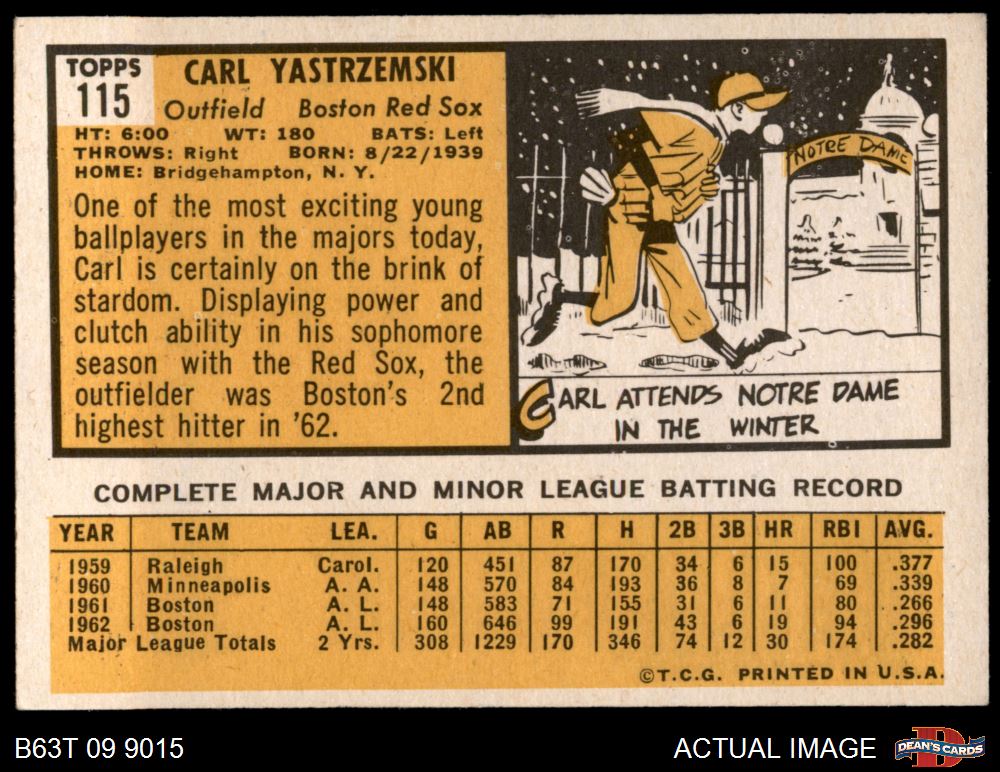 TOPPS
115
CARL YASTRZEMSKI
Outfield Boston Red Sox
HT: 6:00 WT: 180 BATS: Left
THROWS: Right BORN: 8/22/1939
HOME: Bridgehampton, N. Y.
One of the most exciting young
ballplayers in the majors today,
Carl is certainly on the brink of
stardom. Displaying power and
clutch ability in his sophomore
season with the Red Sox, the
outfielder was Boston's 2nd
highest hitter in '62.
NOTRE DAME
CARL ATTENDS NOTRE DAME
IN THE WINTER
COMPLETE MAJOR AND MINOR LEAGUE BATTING RECORD
YEAR TEAM LEA. G AB R H 2B 3B HR RBI AVG.
1959 Raleigh Carol. 120 451 87 170 34 6 15 100 .377
1960 Minneapolis A. A. 148 570 84 193 36 8 7 69 .339
1961 Boston A. L. 148 583 71 155 31 6 11 80 .266
1962 Boston A. L. 160 646 99 191 43 6 19 94 .296
Major League Totals 2 Yrs. 308 1229 170 346 74 12 30 174 .282
©T.C.G. PRINTED IN U.S.A.
B63T 09 9015
ACTUAL IMAGE
DEAN'S CARDS